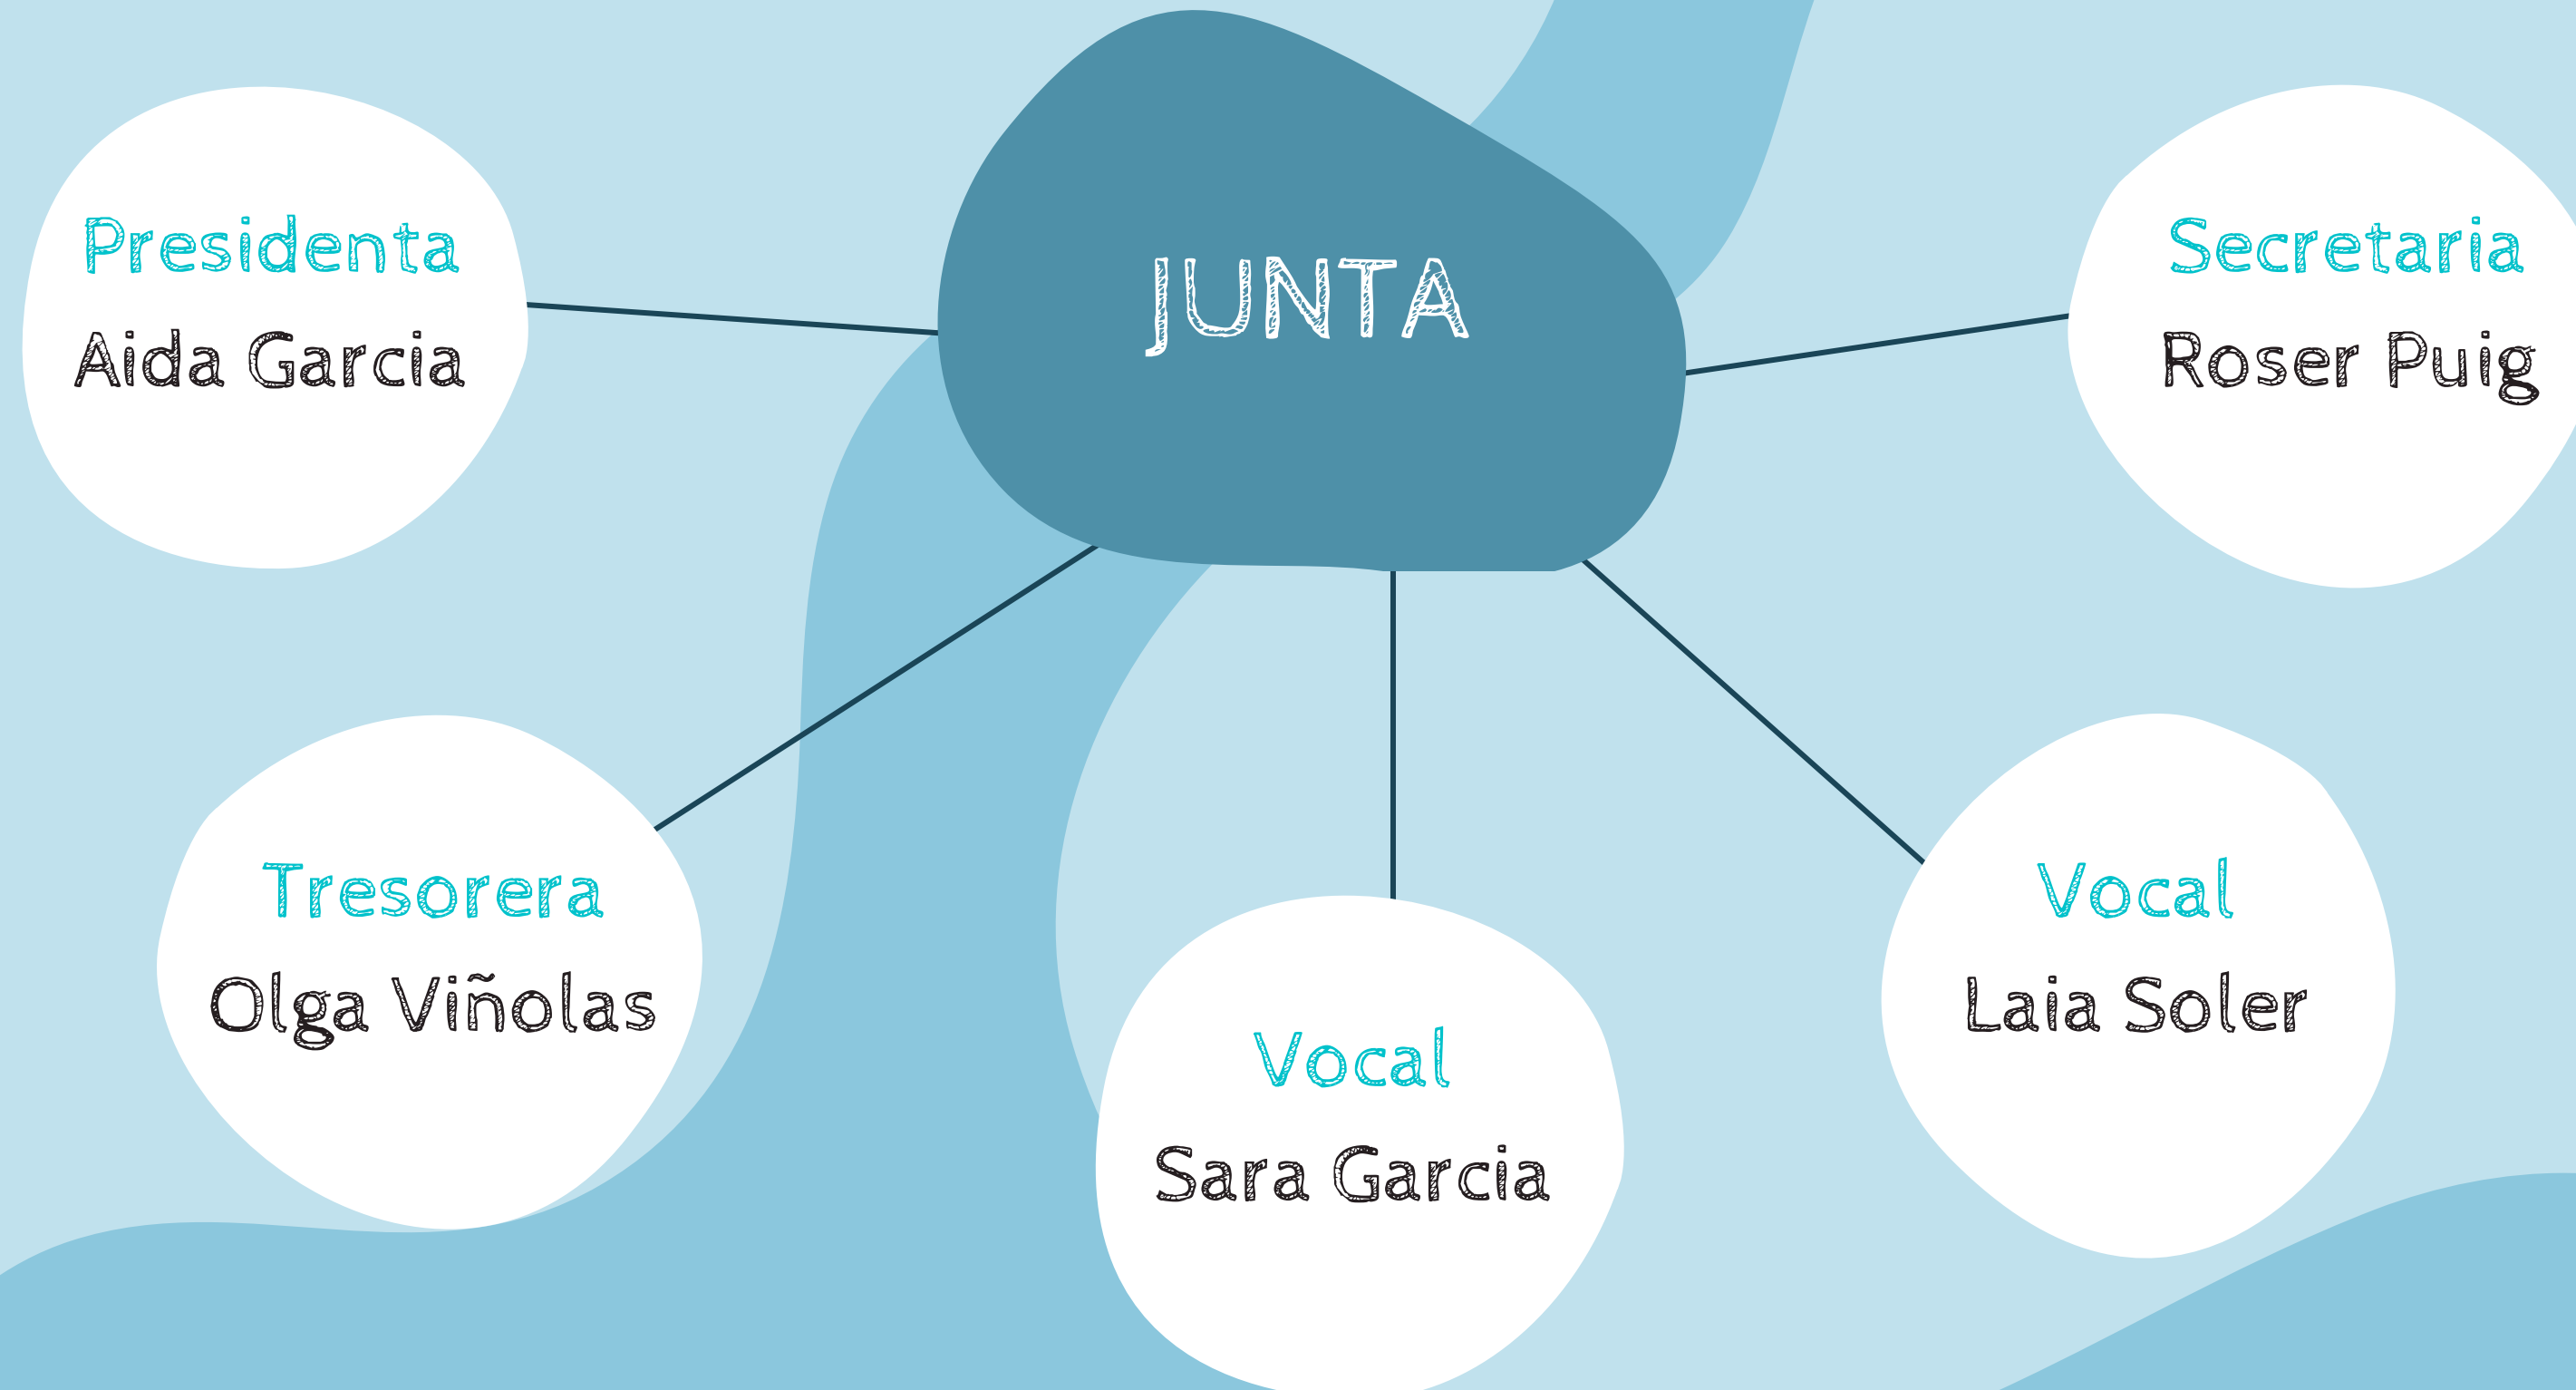 JUNTA
Presidenta
Aida Garcia
Secretaria
Roser Puig
Tresorera
Olga Viñolas
Vocal
Sara Garcia
Vocal
Laia Soler